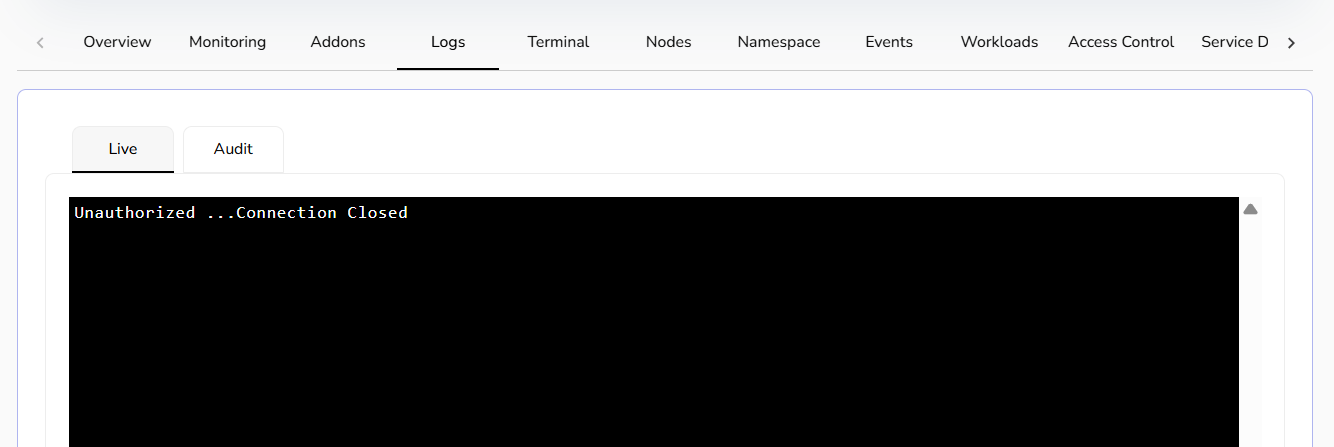 Overview Monitoring Addons Logs Terminal Nodes Namespace Events Workloads Access Control Service D
Live Audit
Unauthorized ...Connection Closed